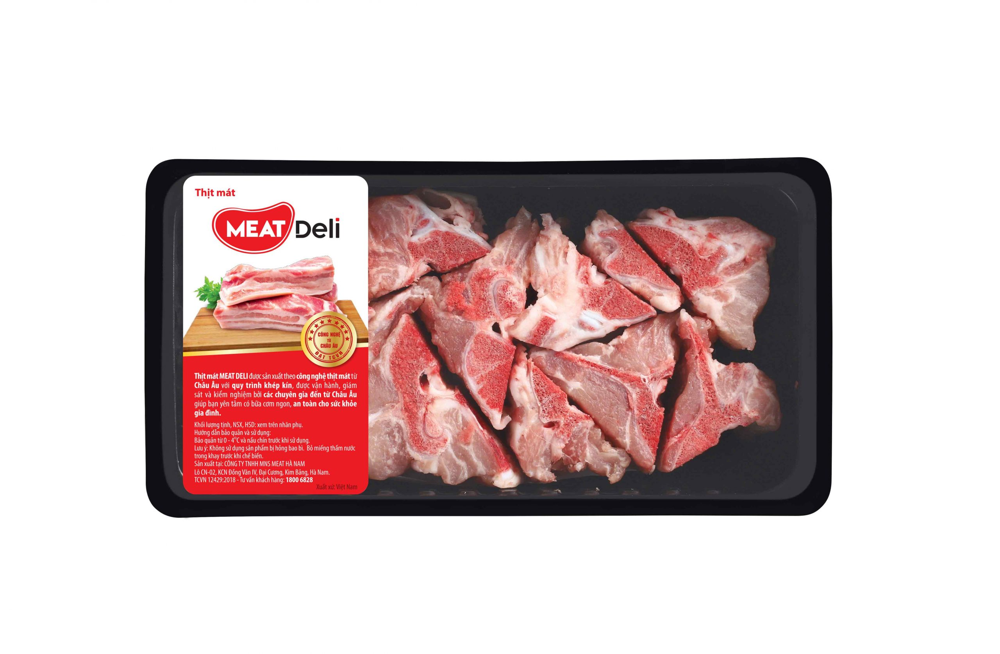 Thịt mát
MEAT Deli
CÔNG NGHỆ
TỪ
CHÂU ÂU
ĐẠT TCVN
Thịt mát MEAT DELI được sản xuất theo công nghệ thịt mát từ
Châu Âu với quy trình khép kín, được vận hành, giám
sát và kiểm nghiệm bởi các chuyên gia đến từ Châu Âu
giúp bạn yên tâm có bữa cơm ngon, an toàn cho sức khỏe
gia đình.
Khối lượng tịnh, NSX, HSD: xem trên nhãn phụ.
Hướng dẫn bảo quản và sử dụng:
Bảo quản từ 0 - 4°C và nấu chín trước khi sử dụng.
Lưu ý: Không sử dụng sản phẩm bị hỏng bao bì. Bỏ miếng thấm nước
trong khay trước khi chế biến.
Sản xuất tại: CÔNG TY TNHH MNS MEAT HÀ NAM
Lô CN-02, KCN Đồng Văn IV, Đại Cương, Kim Bảng, Hà Nam.
TCVN 12429:2018 - Tư vấn khách hàng: 1800 6828
Xuất xứ: Việt Nam